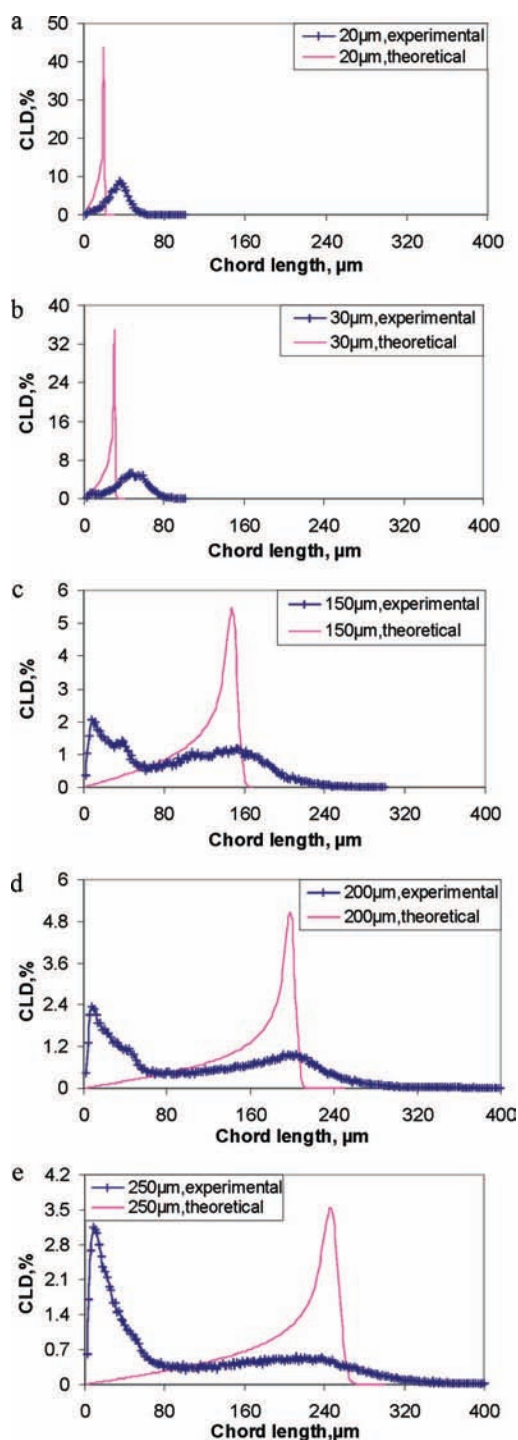 a
50
40
30
20
10
0
CLD,%
20µm,experimental
20µm,theoretical
0 80 160 240 320 400
Chord length, µm
b
40
32
24
16
8
0
CLD,%
30µm,experimental
30µm,theoretical
0 80 160 240 320 400
Chord length, µm
c
6
5
4
3
2
1
0
CLD,%
150µm,experimental
150µm,theoretical
0 80 160 240 320 400
Chord length, µm
d
6
4.8
3.6
2.4
1.2
0
CLD,%
200µm,experimental
200µm,theoretical
0 80 160 240 320 400
Chord length, µm
e
4.2
3.5
2.8
2.1
1.4
0.7
0
CLD,%
250µm,experimental
250µm,theoretical
0 80 160 240 320 400
Chord length,µm